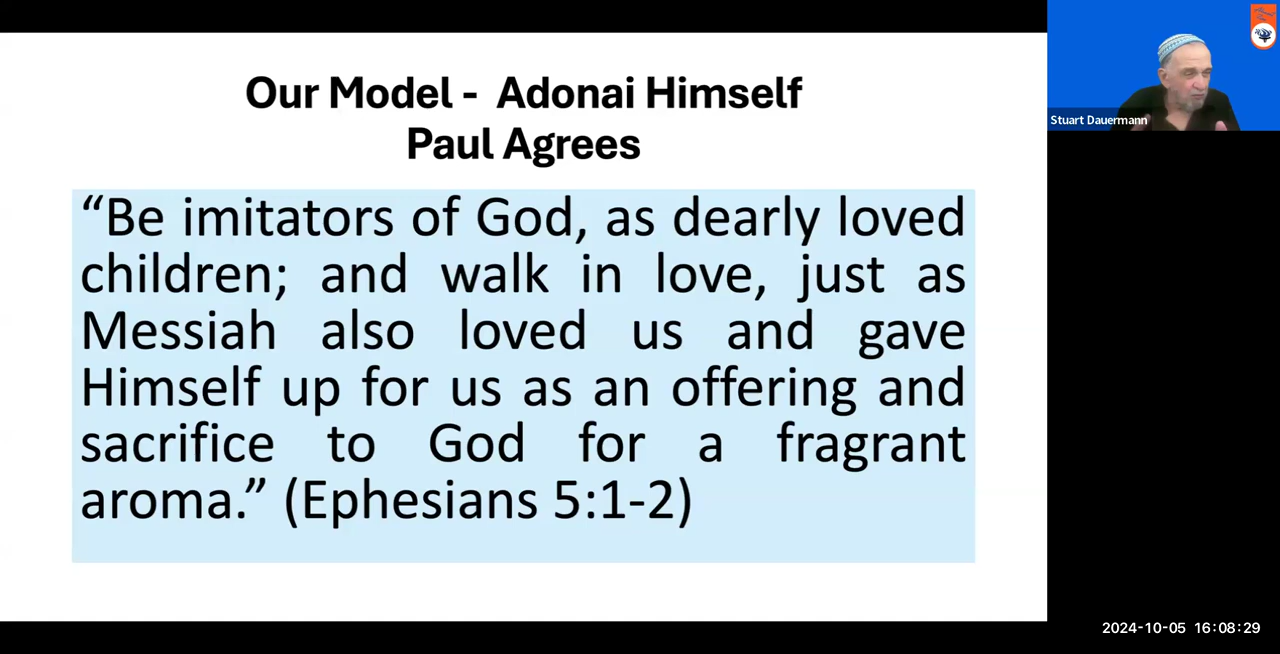 Our Model - Adonai Himself
Paul Agrees
“Be imitators of God, as dearly loved
children; and walk in love, just as
Messiah also loved us and gave
Himself up for us as an offering and
sacrifice to God for a fragrant
aroma.” (Ephesians 5:1-2)
Stuart Dauermann
2024-10-05 16:08:29